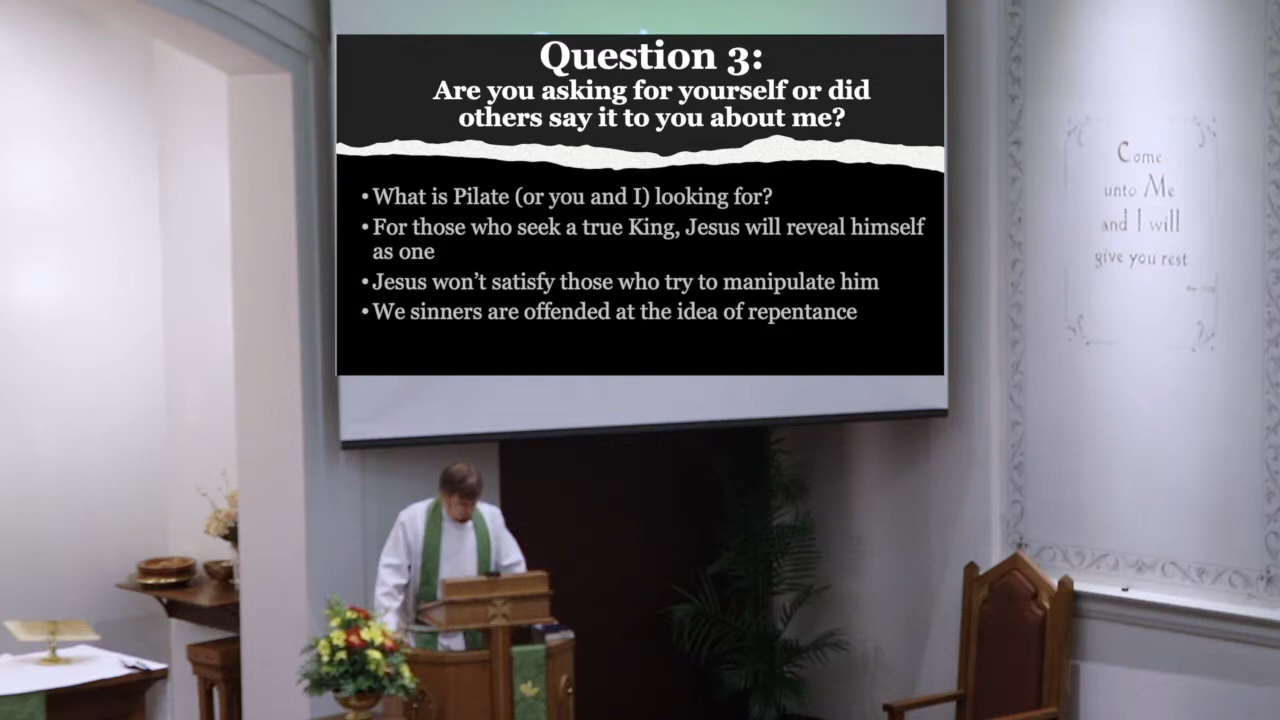 Question 3:
Are you asking for yourself or did
others say it to you about me?
• What is Pilate (or you and I) looking for?
• For those who seek a true King, Jesus will reveal himself
as one
• Jesus won't satisfy those who try to manipulate him
• We sinners are offended at the idea of repentance
Come
unto Me
and I will
give you rest